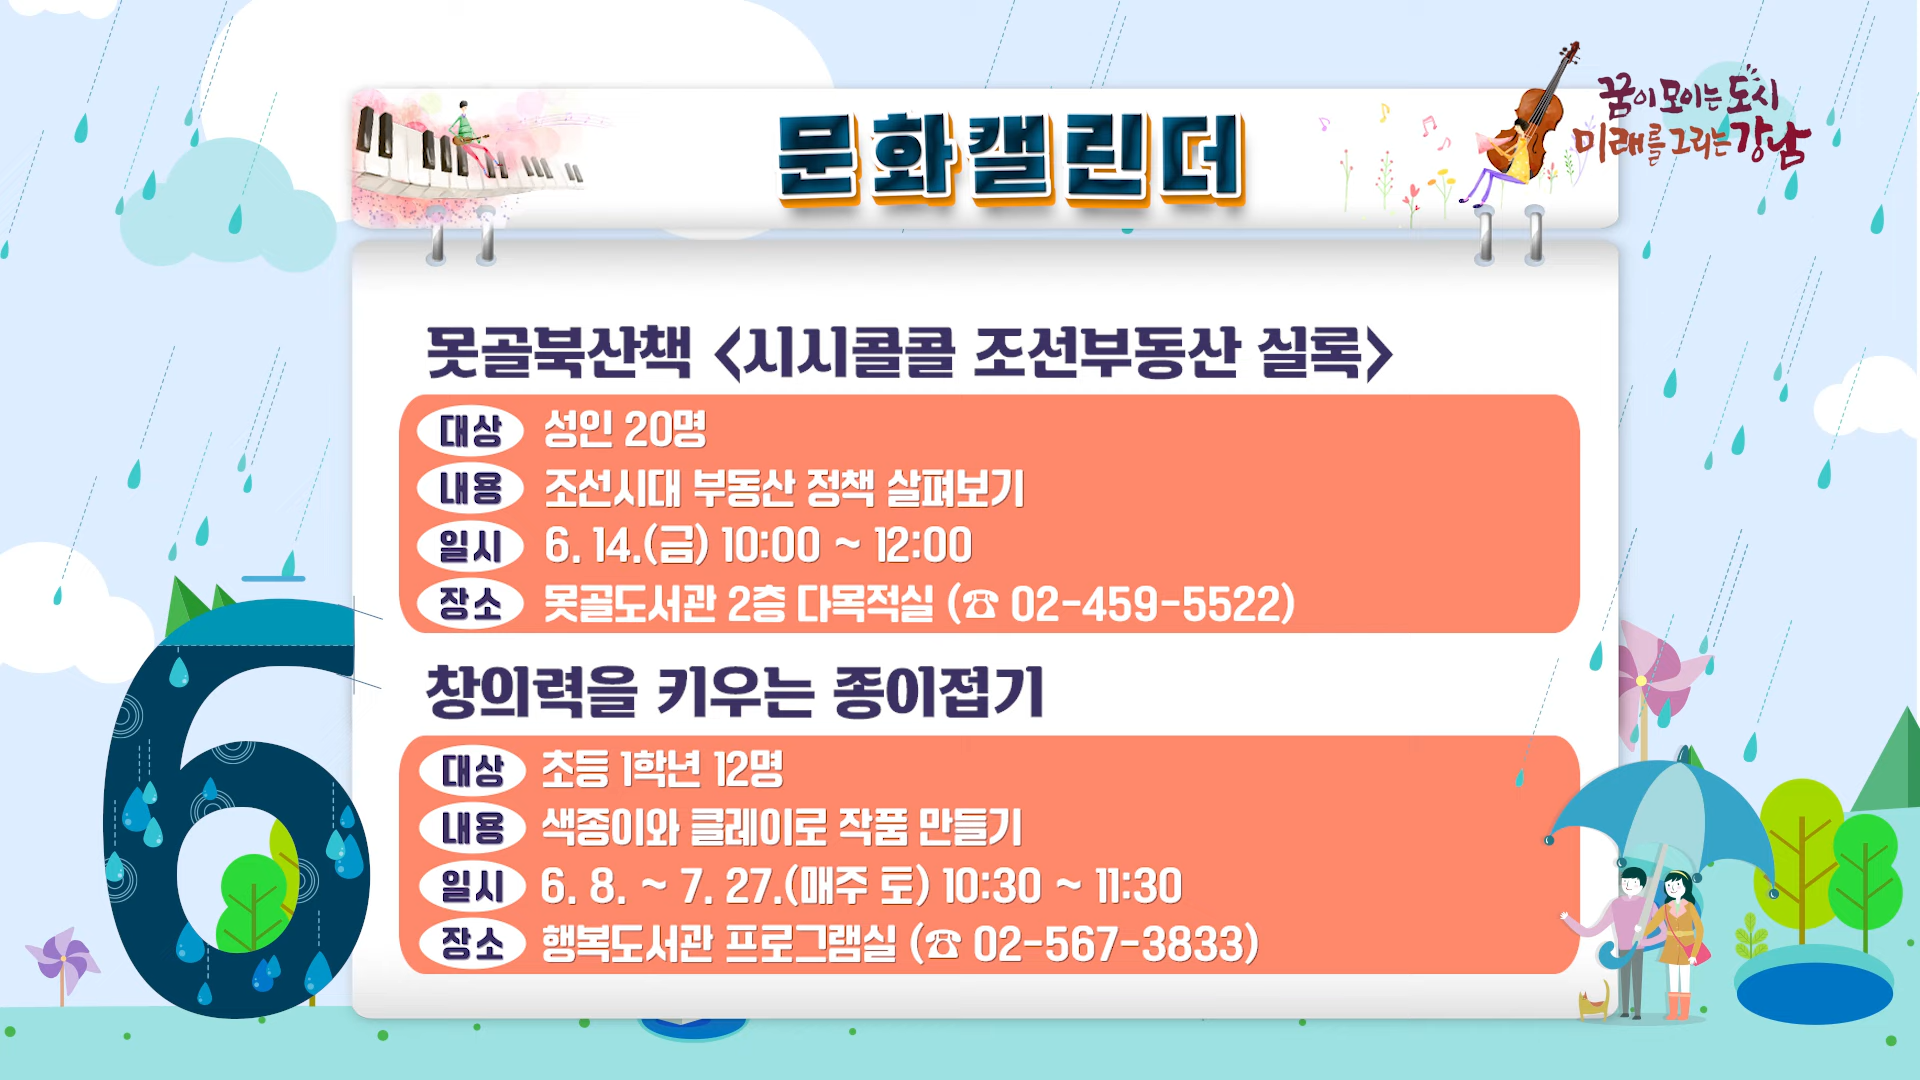 문화캘린더
꿈이 모이는 도시
미래를 그리는 강남
못골북산책 <시시콜콜 조선부동산 실록>
대상 성인 20명
내용 조선시대 부동산 정책 살펴보기
일시 6. 14.(금) 10:00 ~ 12:00
장소 못골도서관 2층 다목적실 (☎ 02-459-5522)
창의력을 키우는 종이접기
대상 초등 1학년 12명
내용 색종이와 클레이로 작품 만들기
일시 6. 8. ~ 7. 27.(매주 토) 10:30 ~ 11:30
장소 행복도서관 프로그램실 (☎ 02-567-3833)
6